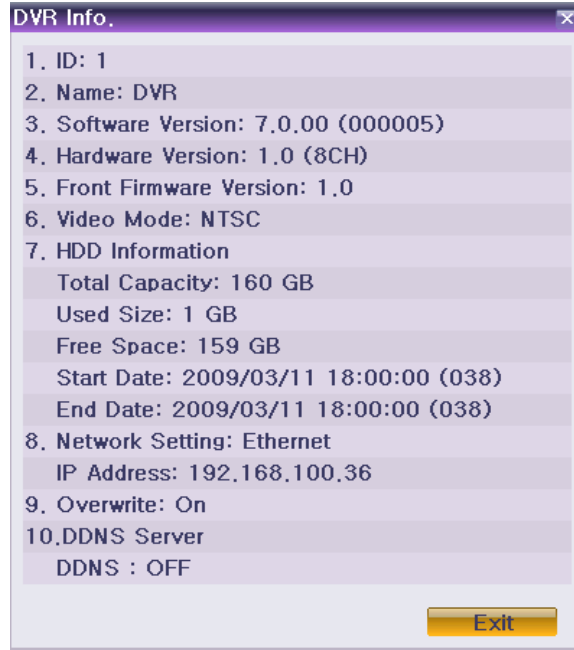 DVR Info.
1. ID: 1
2. Name: DVR
3. Software Version: 7.0.00 (000005)
4. Hardware Version: 1.0 (8CH)
5. Front Firmware Version: 1.0
6. Video Mode: NTSC
7. HDD Information
Total Capacity: 160 GB
Used Size: 1 GB
Free Space: 159 GB
Start Date: 2009/03/11 18:00:00 (038)
End Date: 2009/03/11 18:00:00 (038)
8. Network Setting: Ethernet
IP Address: 192.168.100.36
9. Overwrite: On
10.DDNS Server
DDNS : OFF
Exit